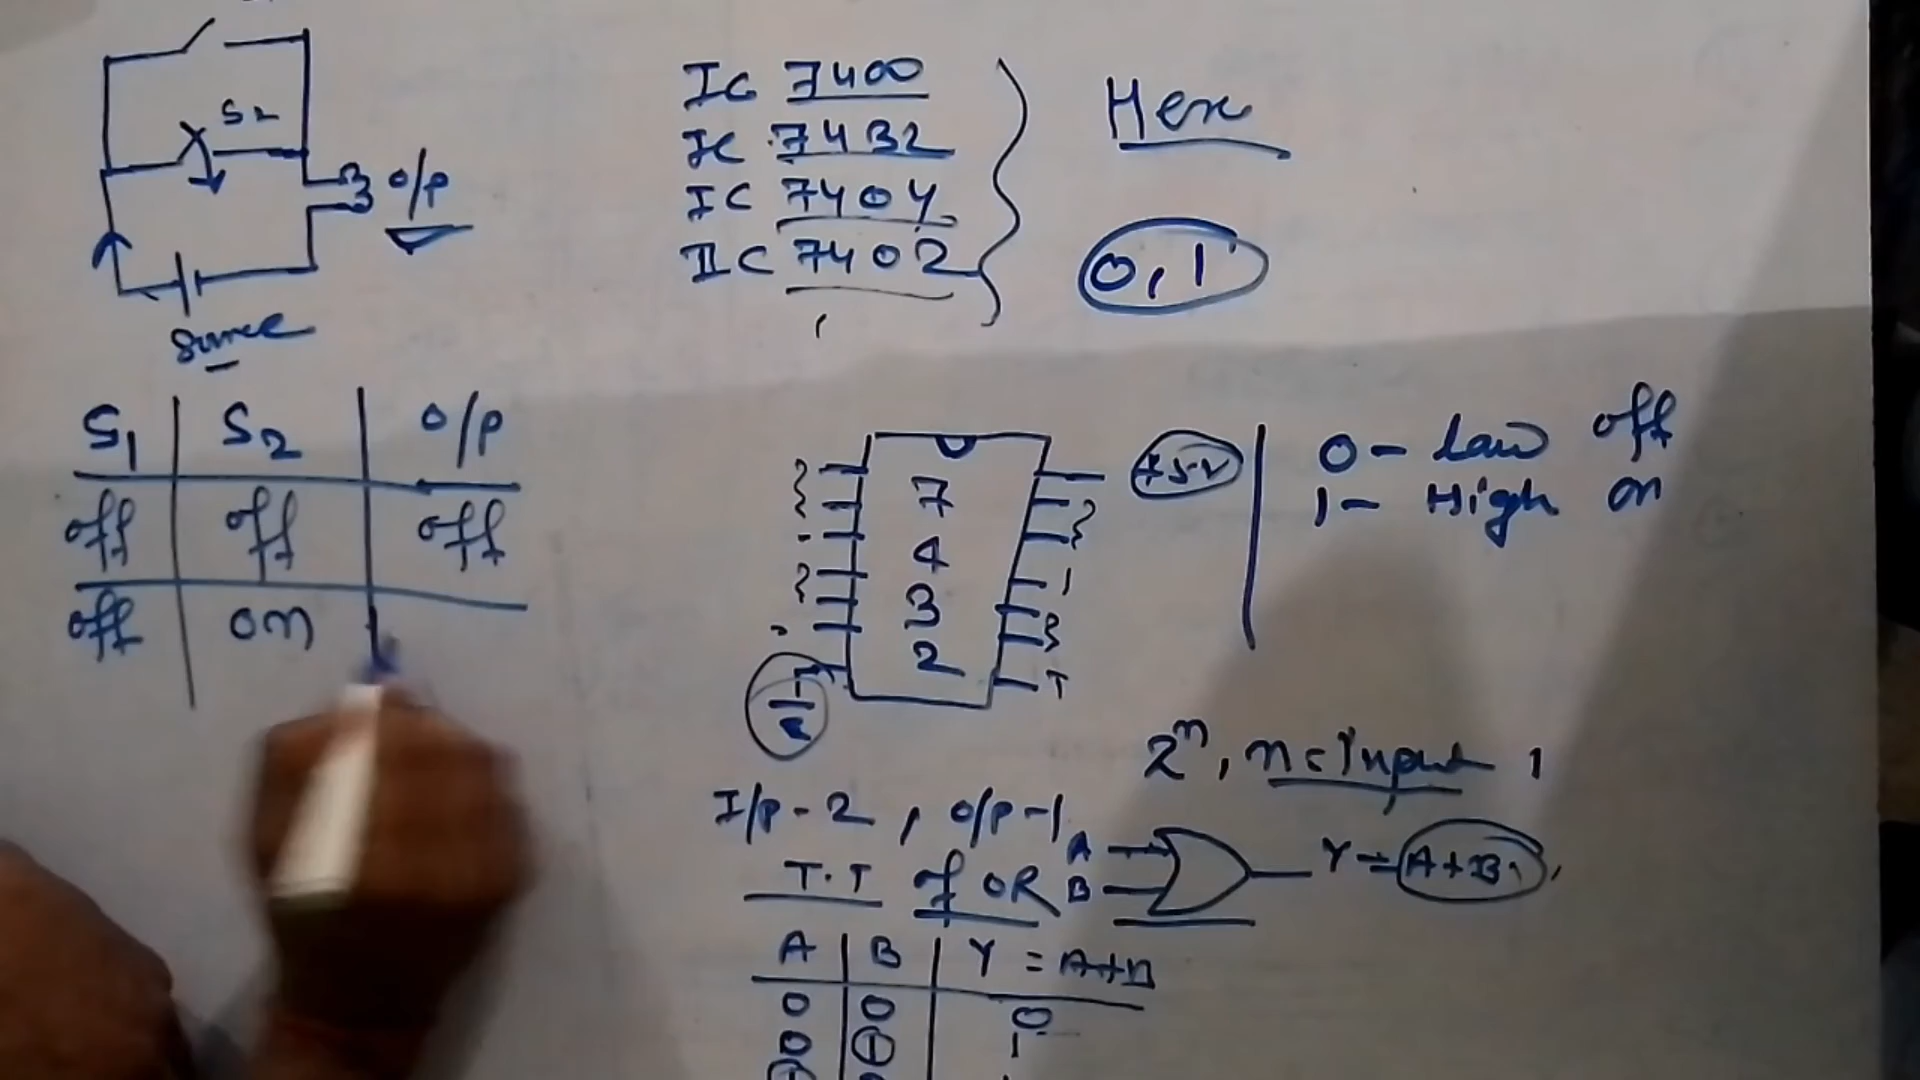 S2
O/P
Source
IC 7400
IC 7432
IC 7404
IC 7402
Hex
0, 1
S1 S2 O/P
off off off
off on
7
4
3
2
+5V
0 - Low off
1 - High on
2^n, n = Input 1
I/P - 2, O/P - 1
T.T of OR
A
B
Y = A+B
A B Y = A+B
0 0 0
0 1 1